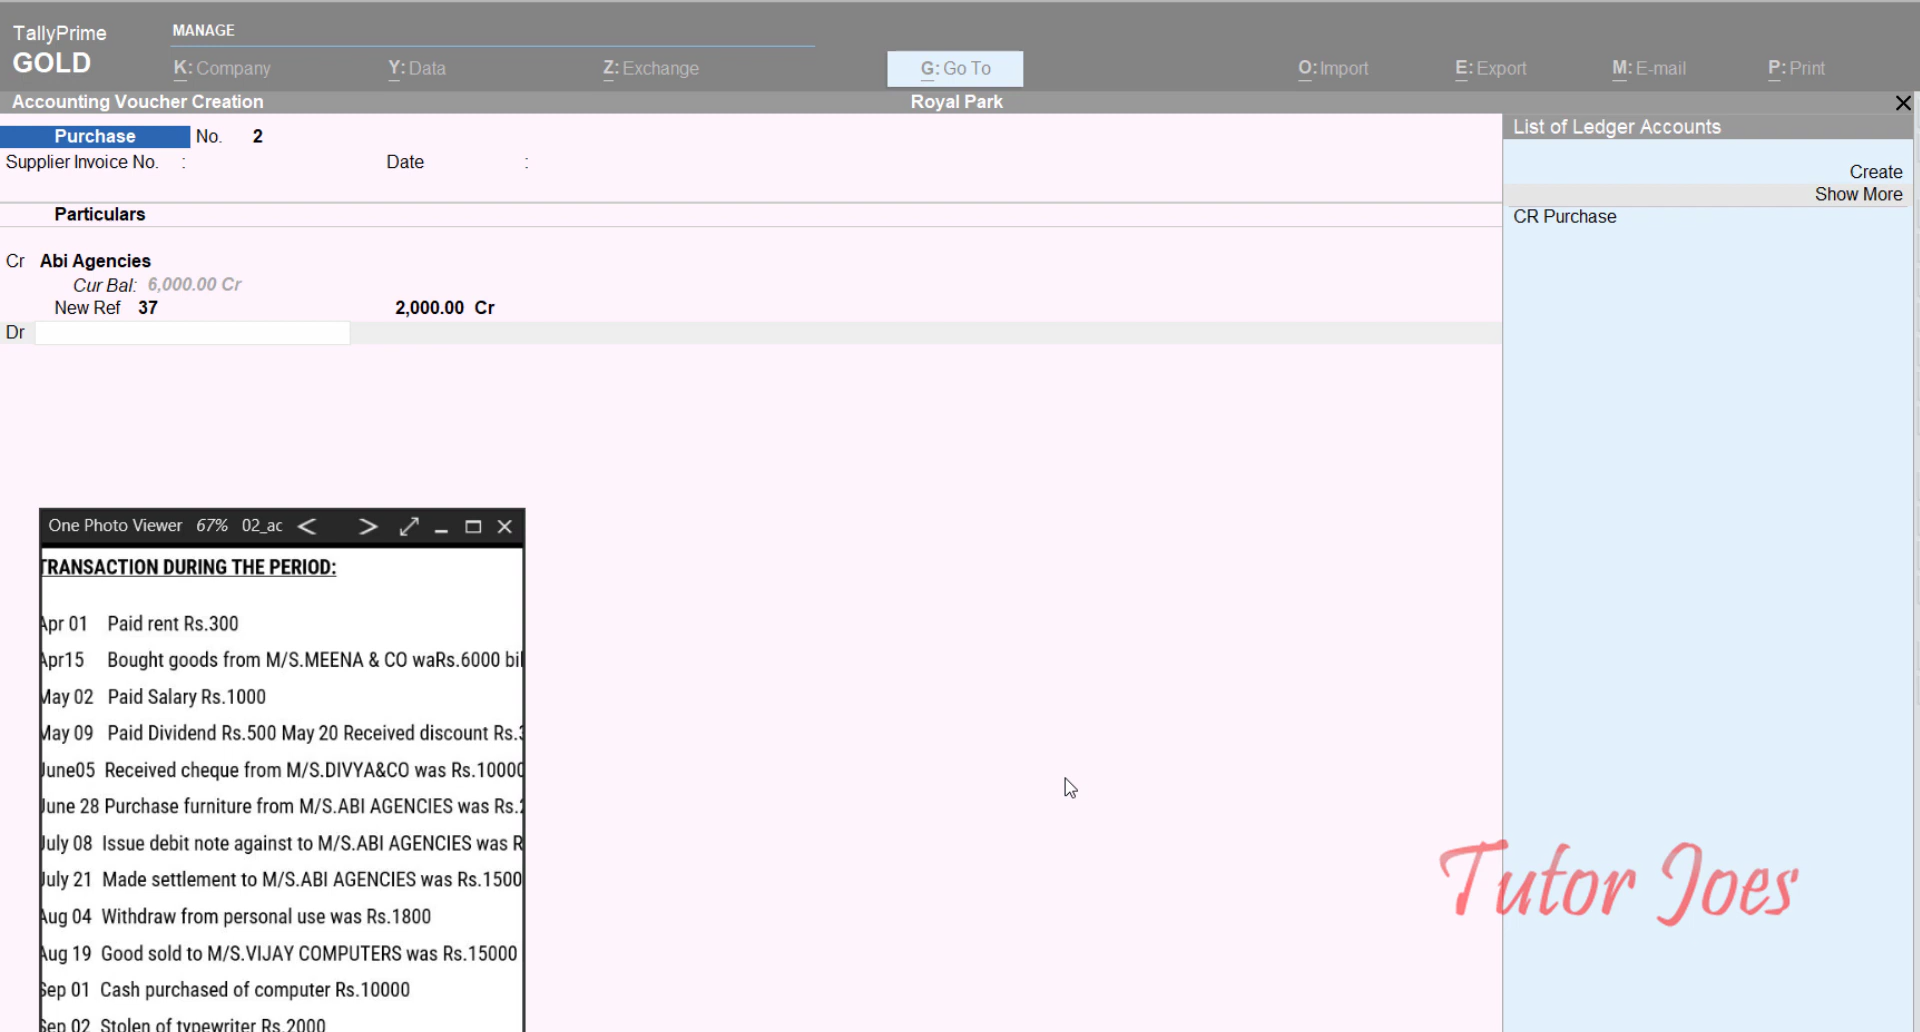 TallyPrime
GOLD
MANAGE
K: Company
Y: Data
Z: Exchange
G: Go To
O: Import
E: Export
M: E-mail
P: Print
Accounting Voucher Creation
Royal Park
Purchase No. 2
Supplier Invoice No. :
Date :
Particulars
Cr Abi Agencies
Cur Bal: 6,000.00 Cr
New Ref 37 2,000.00 Cr
Dr
List of Ledger Accounts
Create
Show More
CR Purchase
One Photo Viewer 67% 02_ac
TRANSACTION DURING THE PERIOD:
Apr 01 Paid rent Rs.300
Apr15 Bought goods from M/S.MEENA & CO waRs.6000
May 02 Paid Salary Rs.1000
May 09 Paid Dividend Rs.500 May 20 Received discount Rs.
June05 Received cheque from M/S.DIVYA&CO was Rs.10000
June 28 Purchase furniture from M/S.ABI AGENCIES was Rs.
July 08 Issue debit note against to M/S.ABI AGENCIES was
July 21 Made settlement to M/S.ABI AGENCIES was Rs.1500
Aug 04 Withdraw from personal use was Rs.1800
Aug 19 Good sold to M/S.VIJAY COMPUTERS was Rs.15000
Sep 01 Cash purchased of computer Rs.10000
Sep 02 Stolen of typewriter Rs.2000
Tutor Joes